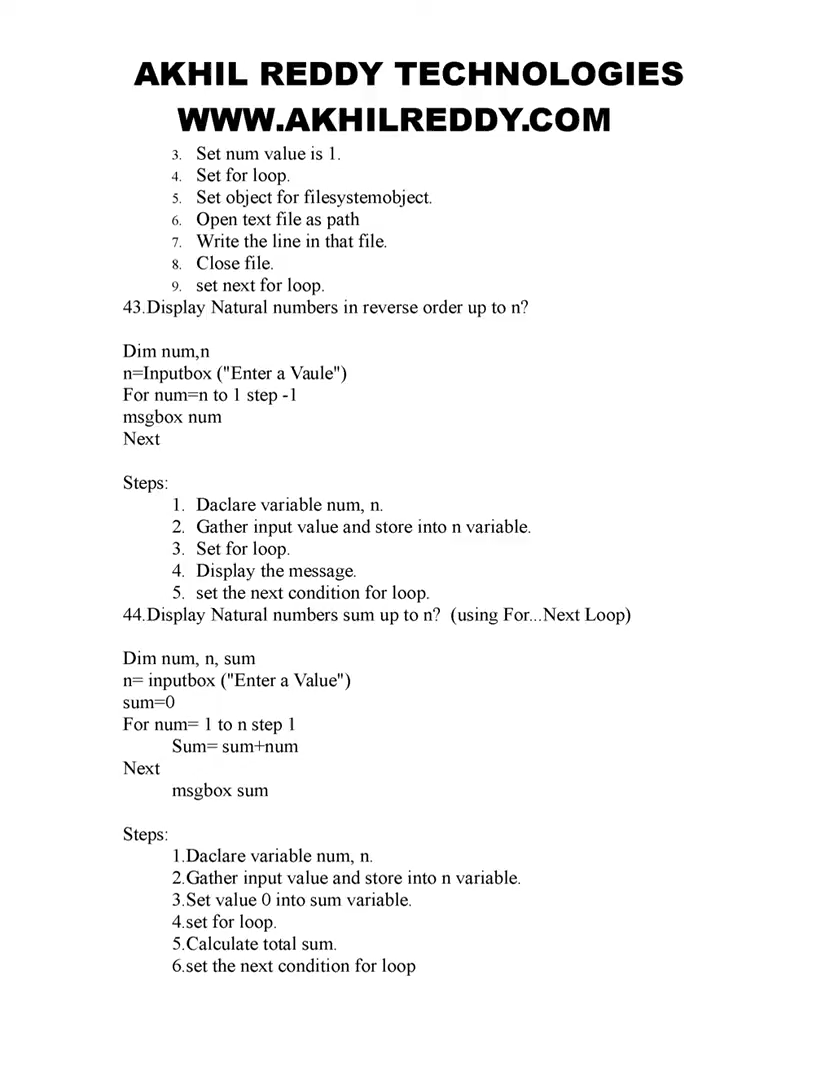 AKHIL REDDY TECHNOLOGIES
WWW.AKHILREDDY.COM
3. Set num value is 1.
4. Set for loop.
5. Set object for filesystemobject.
6. Open text file as path
7. Write the line in that file.
8. Close file.
9. set next for loop.
43.Display Natural numbers in reverse order up to n?
Dim num,n
n=Inputbox ("Enter a Vaule")
For num=n to 1 step -1
msgbox num
Next
Steps:
1. Daclare variable num, n.
2. Gather input value and store into n variable.
3. Set for loop.
4. Display the message.
5. set the next condition for loop.
44.Display Natural numbers sum up to n? (using For...Next Loop)
Dim num, n, sum
n= inputbox ("Enter a Value")
sum=0
For num= 1 to n step 1
Sum= sum+num
Next
msgbox sum
Steps:
1.Daclare variable num, n.
2.Gather input value and store into n variable.
3.Set value 0 into sum variable.
4.set for loop.
5.Calculate total sum.
6.set the next condition for loop